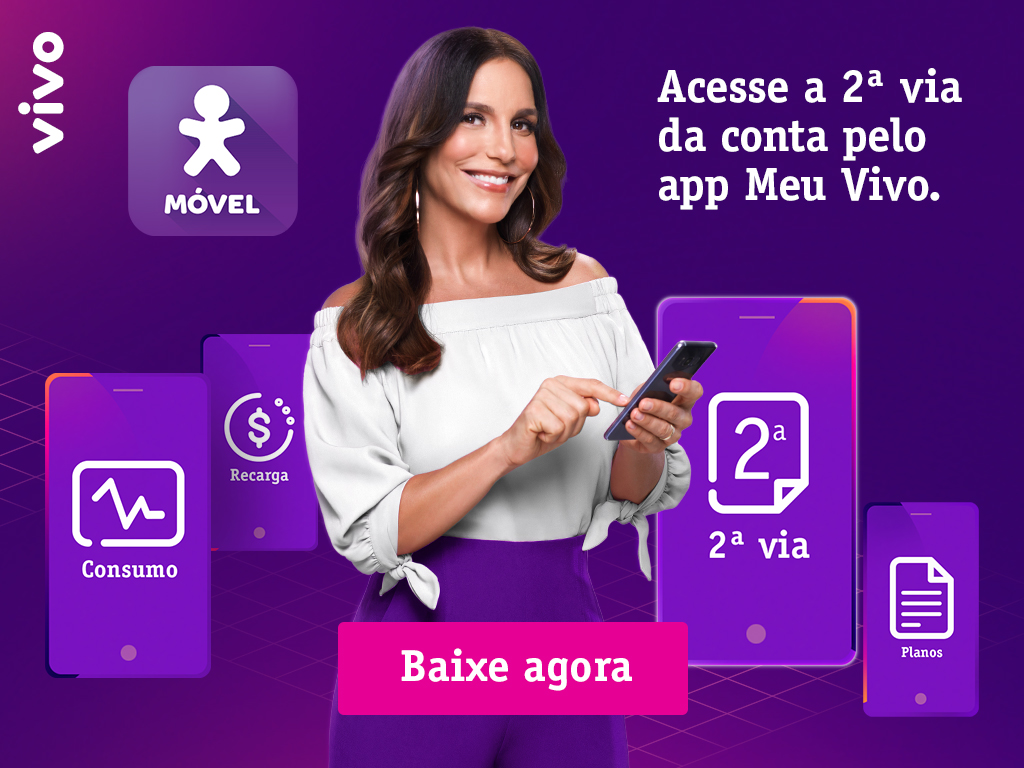 vivo
MÓVEL
Acesse a 2ª via
da conta pelo
app Meu Vivo.
Recarga
Consumo
2ª
2ª via
Planos
Baixe agora